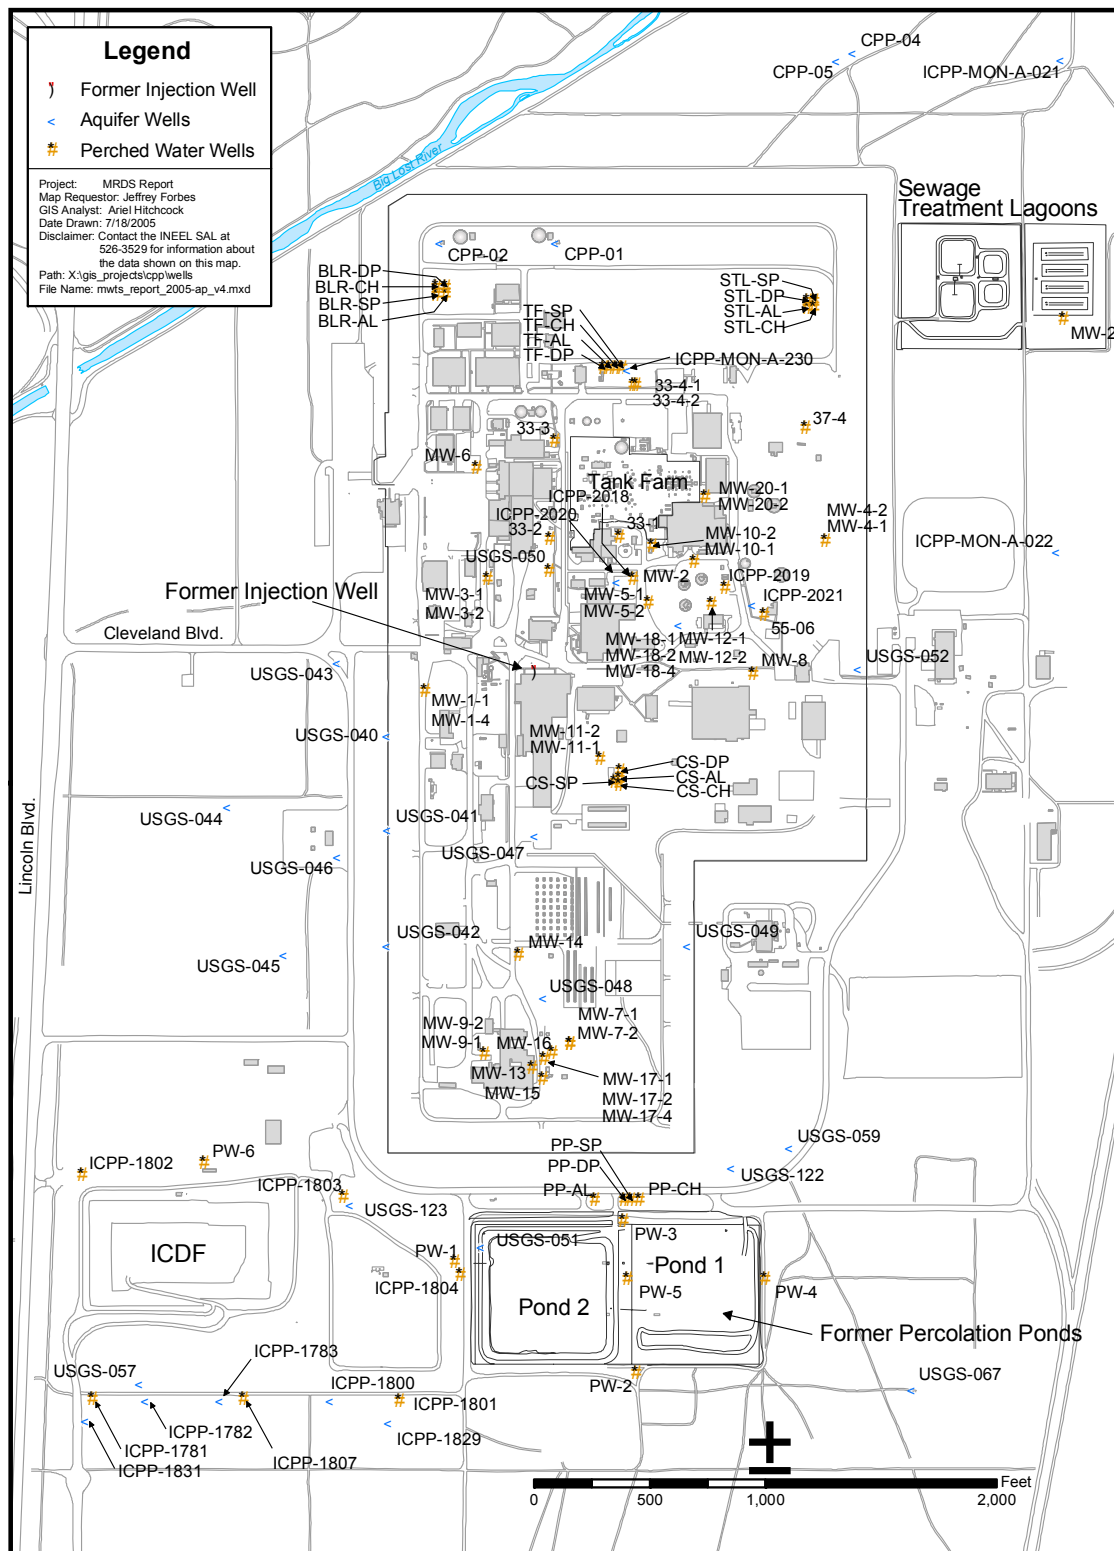 Legend
Former Injection Well
Aquifer Wells
Perched Water Wells
Project: MRDS Report
Map Requestor: Jeffrey Forbes
GIS Analyst: Ariel Hitchcock
Date Drawn: 7/18/2005
Disclaimer: Contact the INEEL SAL at
526-3529 for information about
the data shown on this map.
Path: X:\gis_projects\cpp\wells
File Name: mwts_report_2005-ap_v4.mxd
CPP-04
CPP-05
ICPP-MON-A-021
Big Lost River
Sewage
Treatment Lagoons
CPP-02
CPP-01
BLR-DP
BLR-CH
BLR-SP
BLR-AL
STL-SP
STL-DP
STL-AL
STL-CH
MW-2
TF-SP
TF-CH
TF-AL
TF-DP
ICPP-MON-A-230
33-4-1
33-4-2
37-4
33-3
MW-6
Tank Farm
ICPP-2018
ICPP-2020
33-2
33-1
MW-20-1
MW-20-2
MW-10-2
MW-10-1
MW-4-2
MW-4-1
ICPP-MON-A-022
USGS-050
MW-2
ICPP-2019
ICPP-2021
Former Injection Well
MW-3-1
MW-3-2
MW-5-1
MW-5-2
55-06
Cleveland Blvd.
MW-18-1
MW-18-2
MW-18-4
MW-12-1
MW-12-2
MW-8
USGS-052
USGS-043
MW-1-1
MW-1-4
USGS-040
MW-11-2
MW-11-1
CS-DP
CS-AL
CS-CH
CS-SP
Lincoln Blvd.
USGS-044
USGS-041
USGS-047
USGS-046
USGS-042
MW-14
USGS-049
USGS-045
USGS-048
MW-7-1
MW-7-2
MW-9-2
MW-9-1
MW-16
MW-13
MW-15
MW-17-1
MW-17-2
MW-17-4
USGS-059
PP-SP
PP-DP
PP-AL
PP-CH
USGS-122
ICPP-1802
PW-6
ICPP-1803
USGS-123
ICDF
PW-1
ICPP-1804
USGS-051
PW-3
Pond 1
Pond 2
PW-5
PW-4
Former Percolation Ponds
USGS-057
ICPP-1783
ICPP-1800
ICPP-1801
PW-2
USGS-067
ICPP-1782
ICPP-1829
ICPP-1781
ICPP-1831
ICPP-1807
Feet
0 500 1,000 2,000